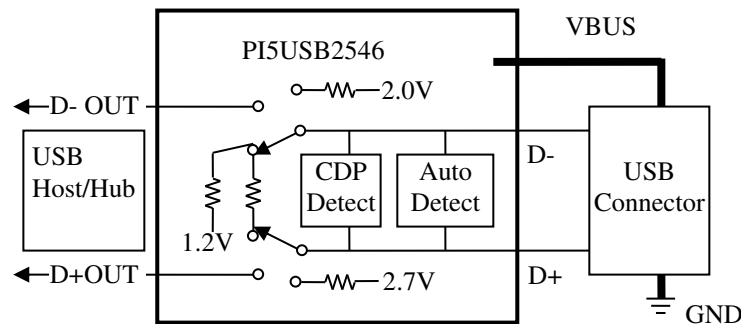 PI5USB2546
VBUS
2.0V
D- OUT
D-
USB
Host/Hub
CDP
Detect
Auto
Detect
USB
Connector
1.2V
D+OUT
2.7V
D+
GND